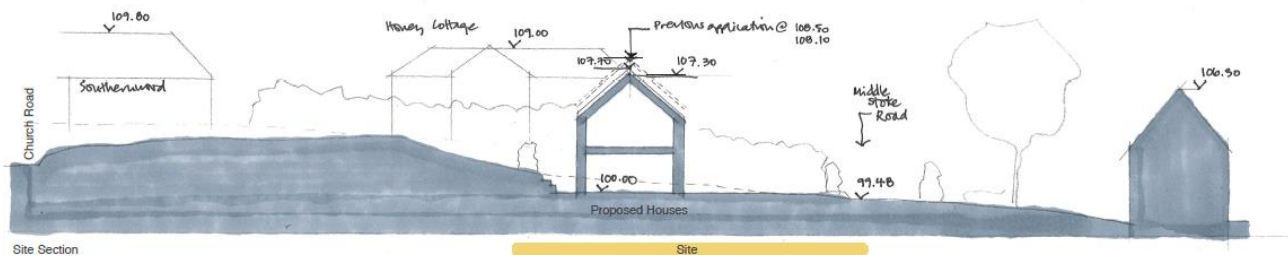 109.80
Southernwood
Church Road
Honey Cottage
109.00
Previous application @ 108.50
108.10
107.70
107.30
Middle
Stoke
Road
106.30
100.00
99.48
Proposed Houses
Site Section
Site